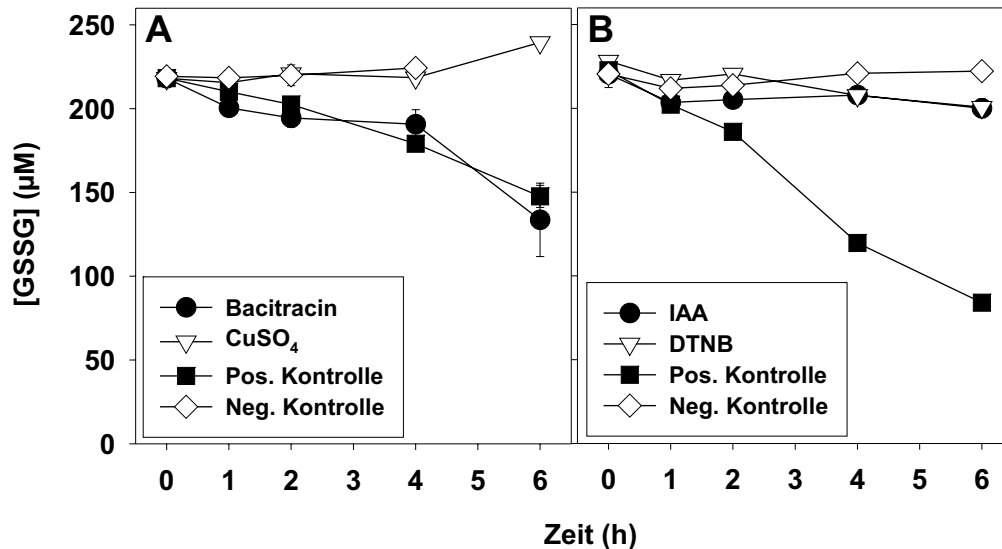 A
B
[GSSG] (µM)
250
200
150
100
50
0
Bacitracin
CuSO₄
Pos. Kontrolle
Neg. Kontrolle
IAA
DTNB
Pos. Kontrolle
Neg. Kontrolle
0 1 2 3 4 5 6
0 1 2 3 4 5 6
Zeit (h)